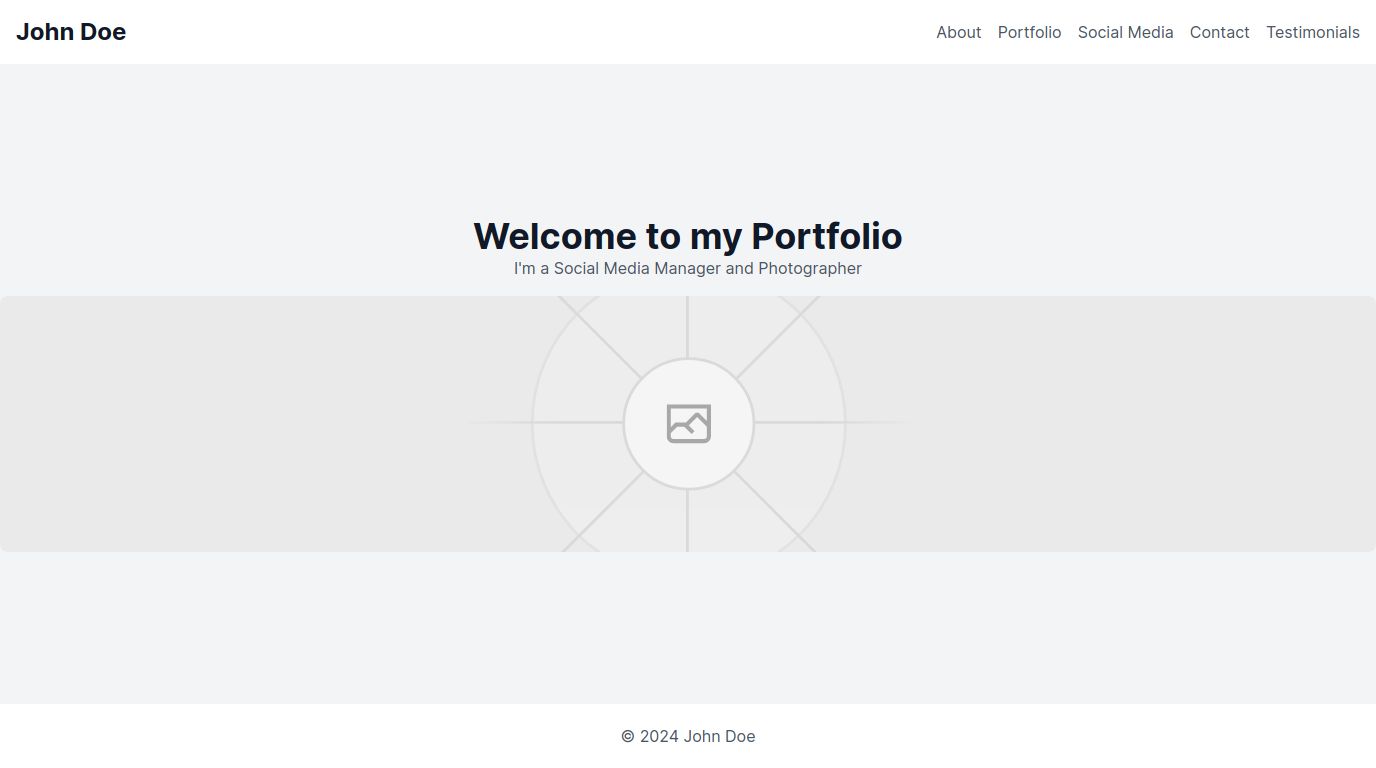 John Doe
About Portfolio Social Media Contact Testimonials
Welcome to my Portfolio
I'm a Social Media Manager and Photographer
© 2024 John Doe